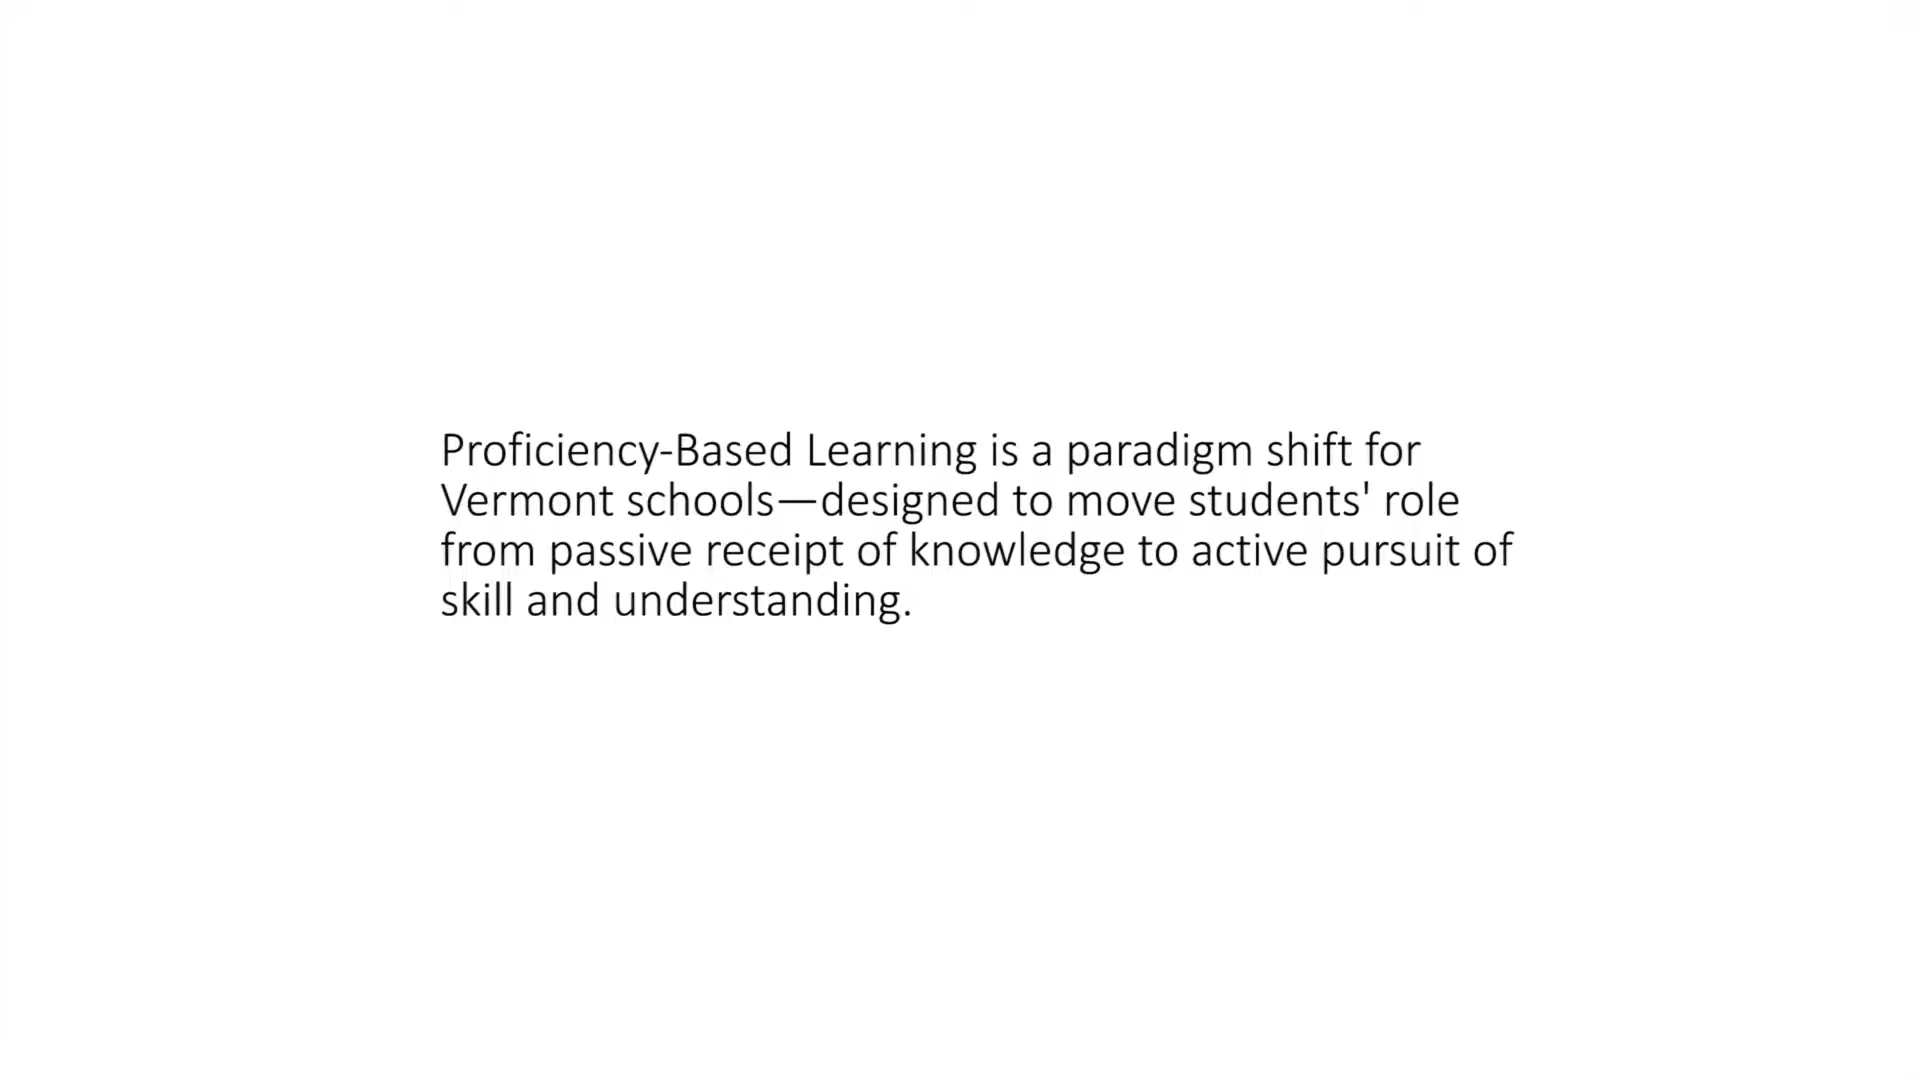 Proficiency-Based Learning is a paradigm shift for
Vermont schools—designed to move students' role
from passive receipt of knowledge to active pursuit of
skill and understanding.